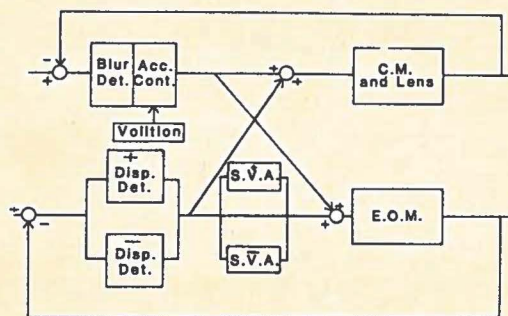 Blur
Det.
Acc.
Cont.
Volition
C.M.
and Lens
+
Disp.
Det.
−
Disp.
Det.
+
S.V.A.
−
S.V.A.
E.O.M.